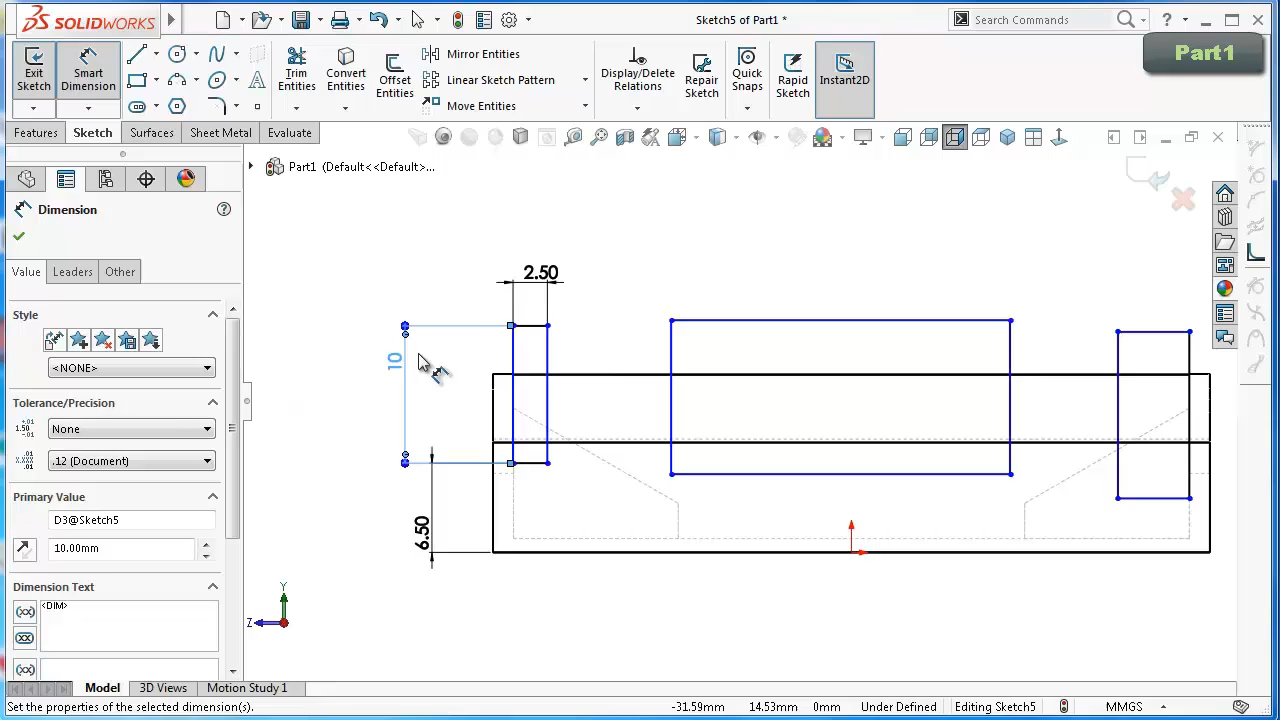 SOLIDWORKS
Sketch5 of Part1 *
Search Commands
?
Part1
Exit Sketch
Smart Dimension
Trim Entities
Convert Entities
Offset Entities
Mirror Entities
Linear Sketch Pattern
Move Entities
Display/Delete Relations
Repair Sketch
Quick Snaps
Rapid Sketch
Instant2D
Features
Sketch
Surfaces
Sheet Metal
Evaluate
Part1 (Default<<Default>...
Dimension
?
Value
Leaders
Other
Style
<NONE>
Tolerance/Precision
None
.12 (Document)
Primary Value
D3@Sketch5
10.00mm
Dimension Text
<DIM>
2.50
10
6.50
Y
Z
Model
3D Views
Motion Study 1
Set the properties of the selected dimension(s).
-31.59mm
14.53mm
0mm
Under Defined
Editing Sketch5
MMGS